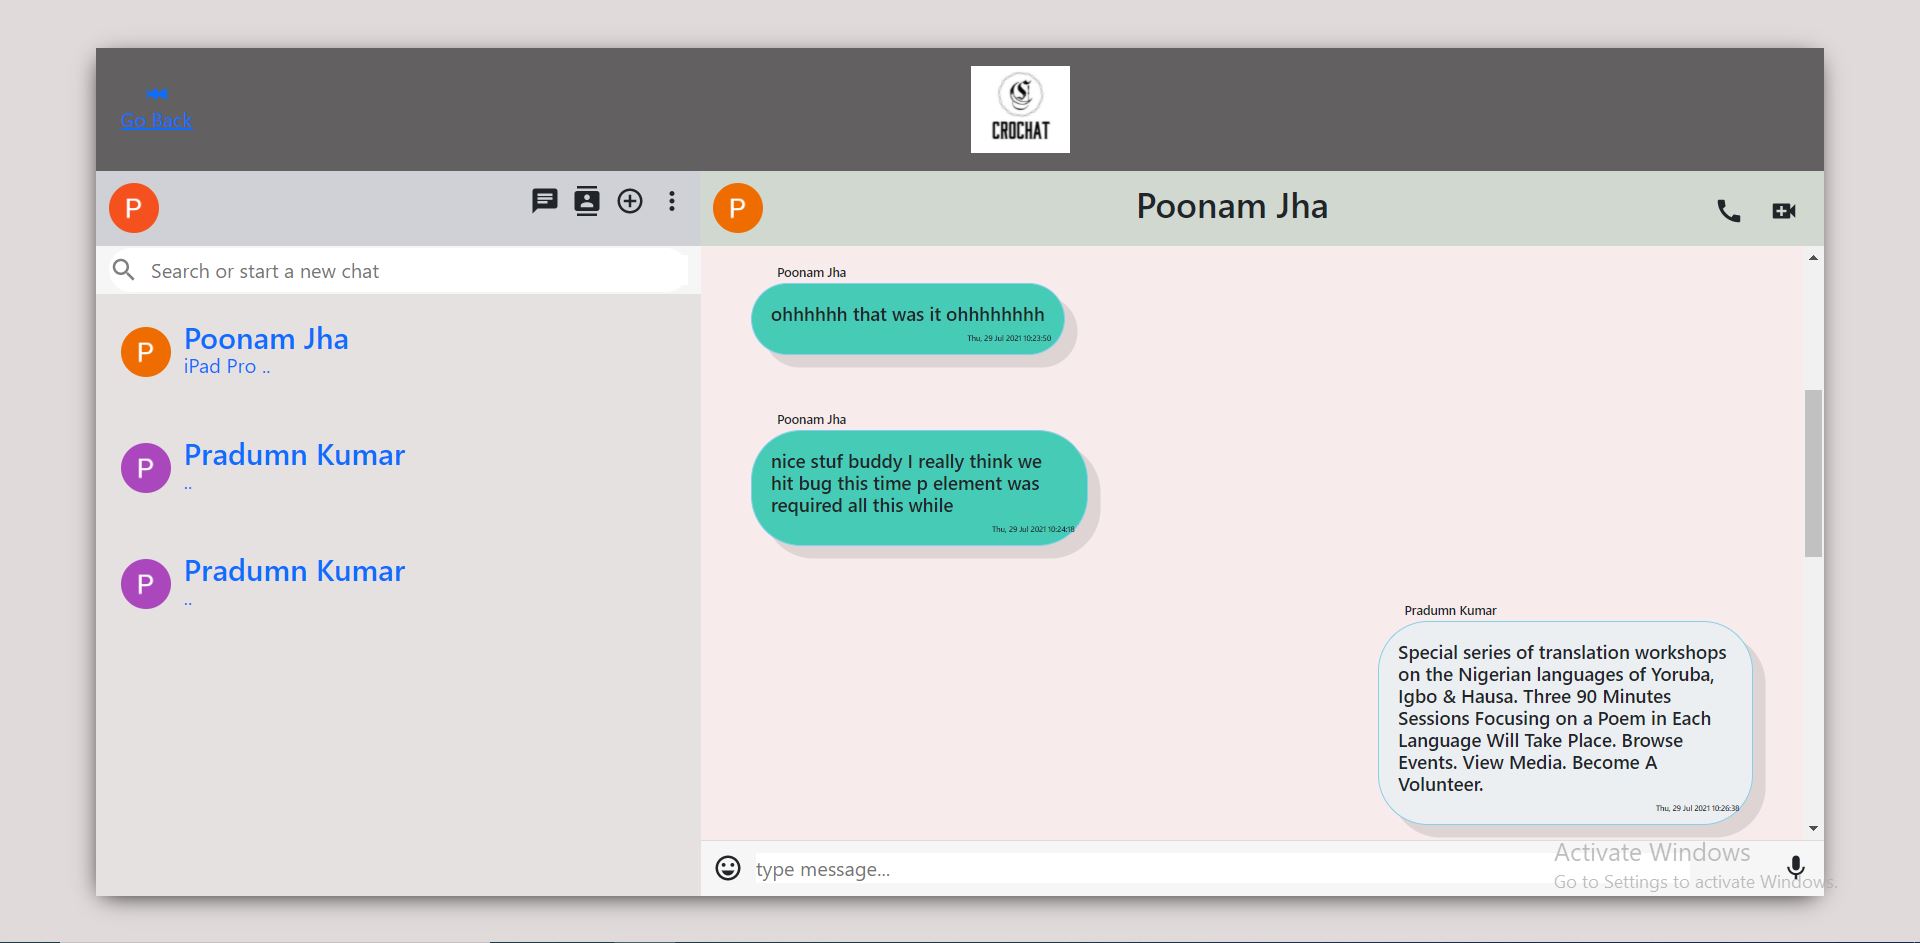 Go Back
C
CROCHAT
P
Search or start a new chat
P
Poonam Jha
iPad Pro ..
P
Pradumn Kumar
..
P
Pradumn Kumar
..
P
Poonam Jha
Poonam Jha
ohhhhhh that was it ohhhhhhhh
Thu, 29 Jul 2021 10:23:50
Poonam Jha
nice stuf buddy I really think we
hit bug this time p element was
required all this while
Thu, 29 Jul 2021 10:24:18
Pradumn Kumar
Special series of translation workshops
on the Nigerian languages of Yoruba,
Igbo & Hausa. Three 90 Minutes
Sessions Focusing on a Poem in Each
Language Will Take Place. Browse
Events. View Media. Become A
Volunteer.
Thu, 29 Jul 2021 10:26:38
type message...
Activate Windows
Go to Settings to activate Windows.